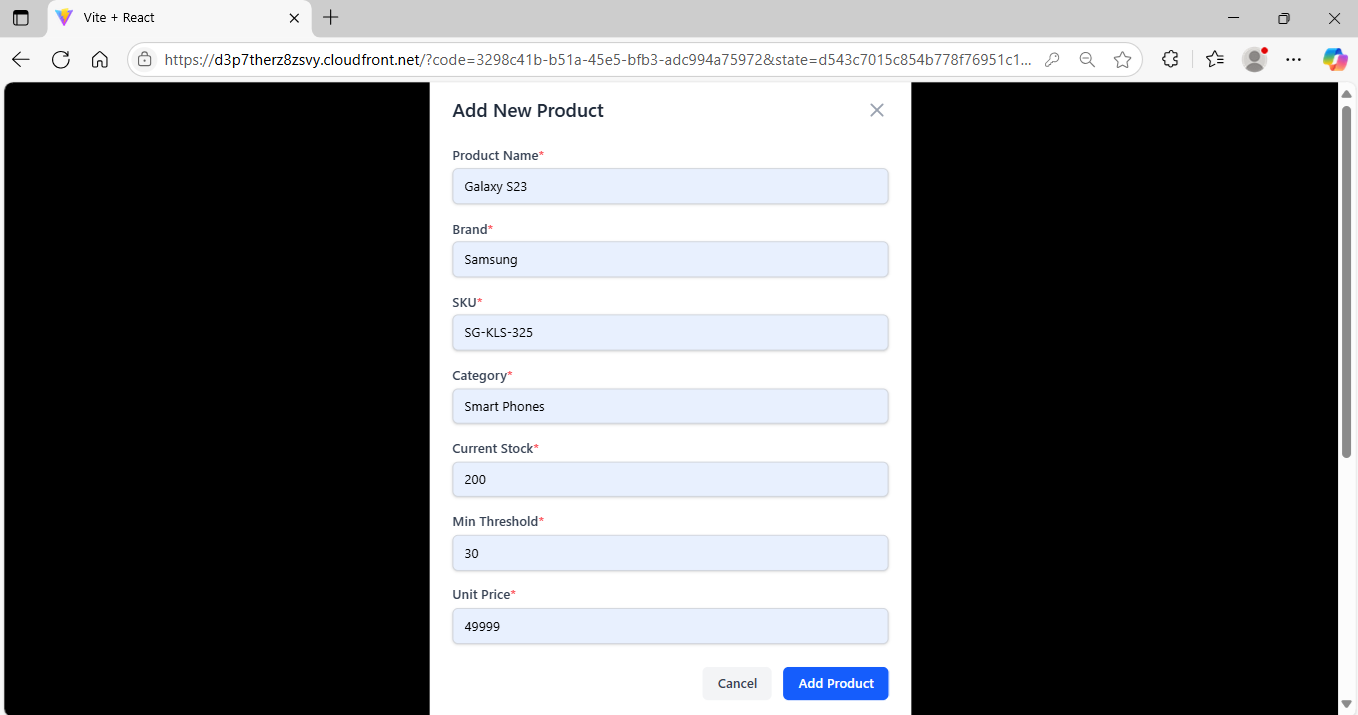 Vite + React
https://d3p7therz8zsvy.cloudfront.net/?code=3298c41b-b51a-45e5-bfb3-adc994a75972&state=d543c7015c854b778f76951c1...
Add New Product
Product Name*
Galaxy S23
Brand*
Samsung
SKU*
SG-KLS-325
Category*
Smart Phones
Current Stock*
200
Min Threshold*
30
Unit Price*
49999
Cancel
Add Product